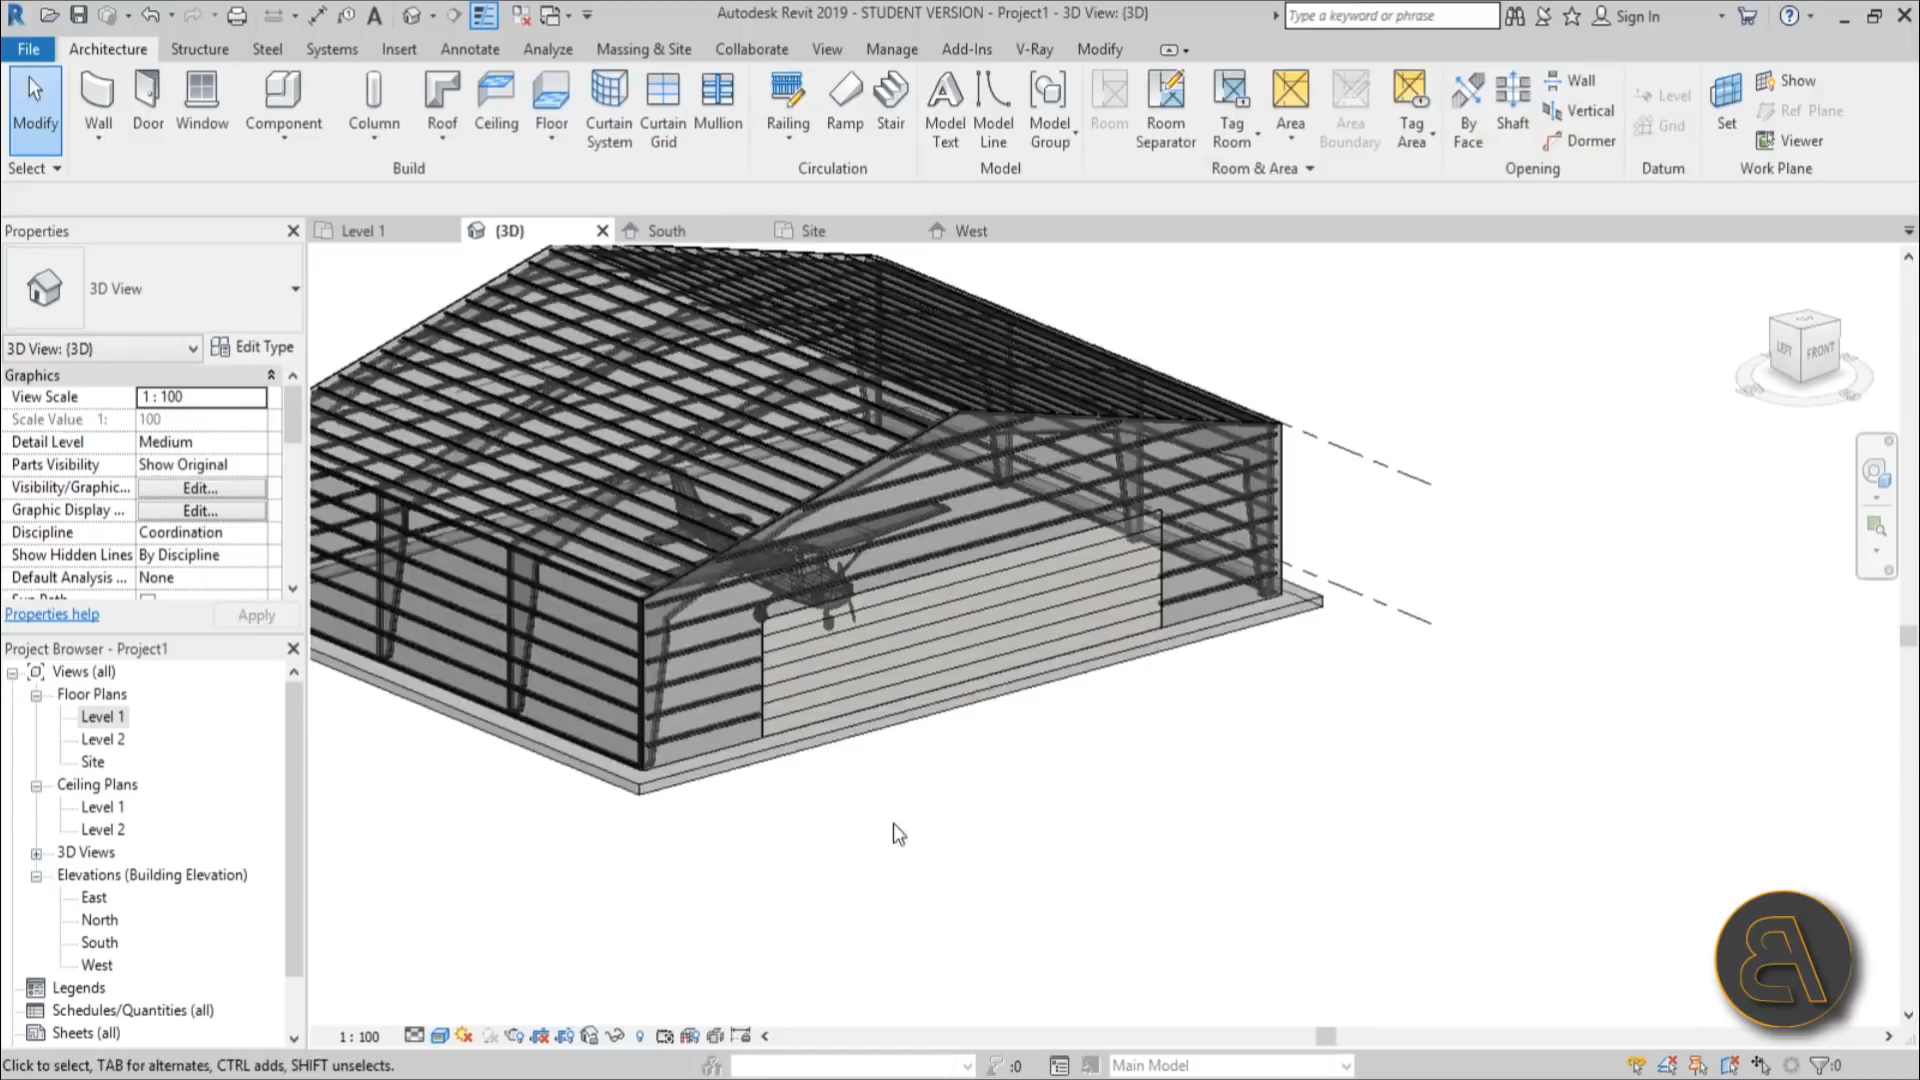 Autodesk Revit 2019 - STUDENT VERSION - Project1 - 3D View: {3D}
Type a keyword or phrase
Sign In
File
Architecture
Structure
Steel
Systems
Insert
Annotate
Analyze
Massing & Site
Collaborate
View
Manage
Add-Ins
V-Ray
Modify
Modify
Wall
Door
Window
Component
Column
Roof
Ceiling
Floor
Curtain
System
Curtain
Grid
Mullion
Railing
Ramp
Stair
Model
Text
Model
Line
Model
Group
Room
Room
Separator
Tag
Room
Area
Area
Boundary
Tag
Area
By
Face
Shaft
Wall
Vertical
Dormer
Level
Grid
Set
Show
Ref Plane
Viewer
Select
Build
Circulation
Model
Room & Area
Opening
Datum
Work Plane
Properties
Level 1
{3D}
South
Site
West
3D View
3D View: {3D}
Edit Type
Graphics
View Scale
1 : 100
Scale Value 1:
100
Detail Level
Medium
Parts Visibility
Show Original
Visibility/Graphic...
Edit...
Graphic Display ...
Edit...
Discipline
Coordination
Show Hidden Lines
By Discipline
Default Analysis ...
None
Properties help
Apply
LEFT
FRONT
Project Browser - Project1
Views (all)
Floor Plans
Level 1
Level 2
Site
Ceiling Plans
Level 1
Level 2
3D Views
Elevations (Building Elevation)
East
North
South
West
Legends
Schedules/Quantities (all)
Sheets (all)
1 : 100
Click to select, TAB for alternates, CTRL adds, SHIFT unselects.
:0
Main Model
:0